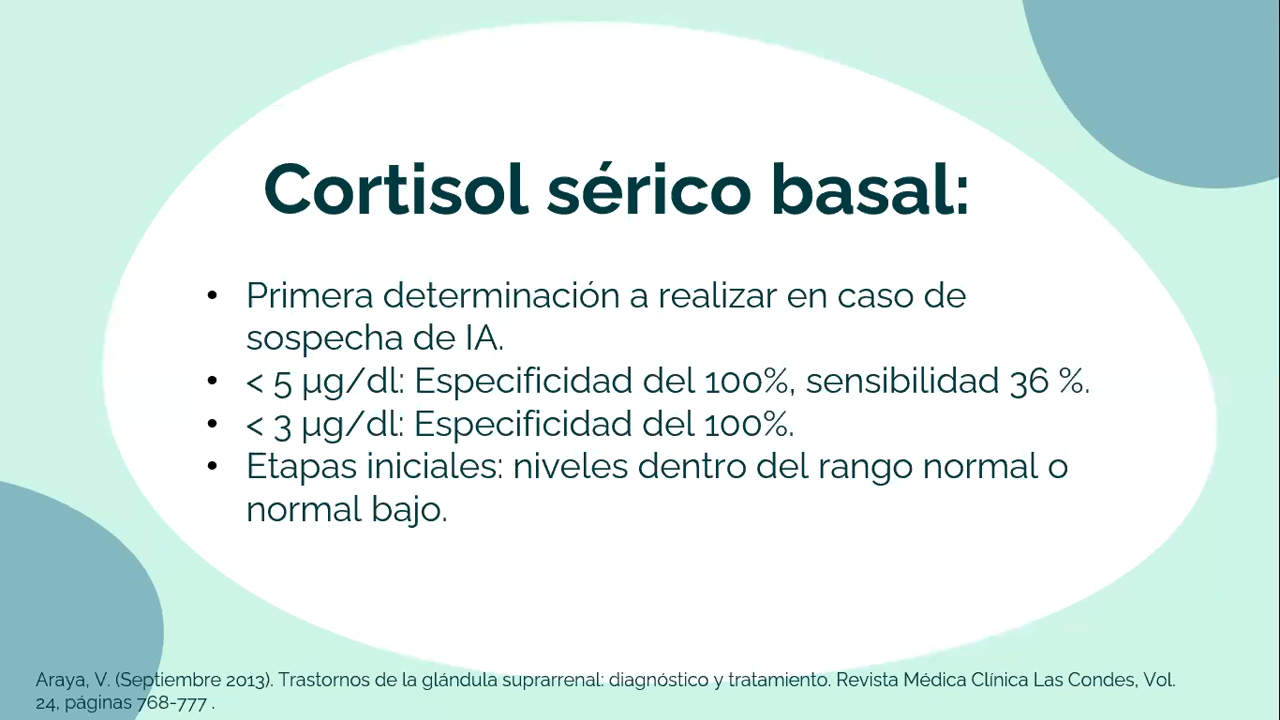 Cortisol sérico basal:
• Primera determinación a realizar en caso de
sospecha de IA.
• < 5 µg/dl: Especificidad del 100%, sensibilidad 36 %.
• < 3 µg/dl: Especificidad del 100%.
• Etapas iniciales: niveles dentro del rango normal o
normal bajo.
Araya, V. (Septiembre 2013). Trastornos de la glándula suprarrenal: diagnóstico y tratamiento. Revista Médica Clínica Las Condes, Vol.
24, páginas 768-777 .